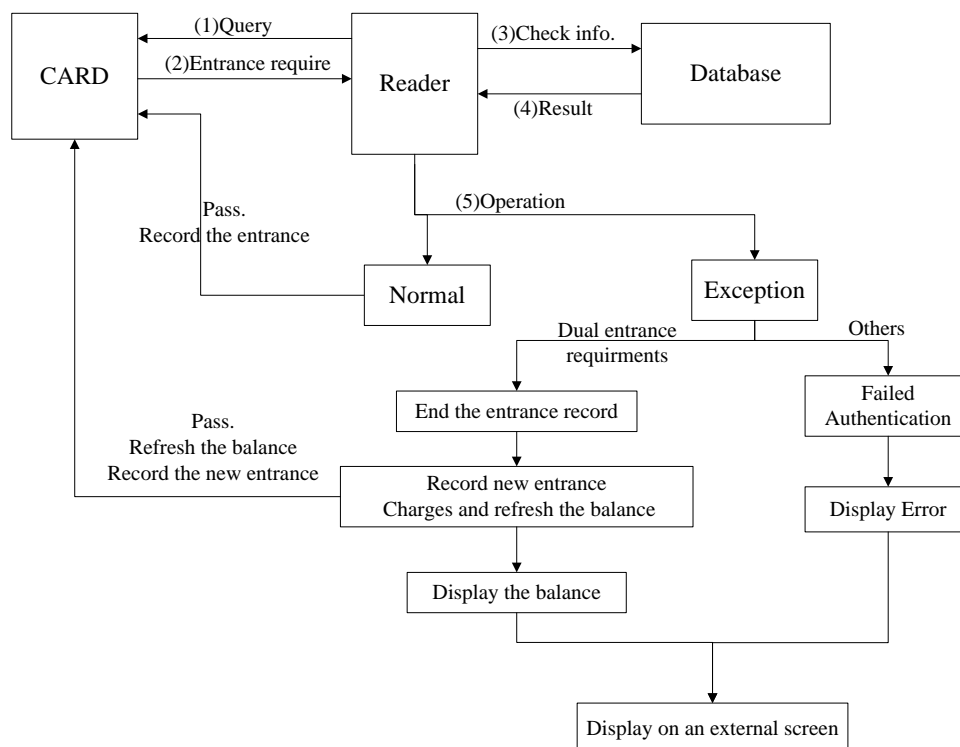 (1)Query
(3)Check info.
CARD
(2)Entrance require
Reader
Database
(4)Result
(5)Operation
Pass.
Record the entrance
Normal
Exception
Dual entrance
requirments
Others
End the entrance record
Failed
Authentication
Pass.
Refresh the balance
Record the new entrance
Record new entrance
Charges and refresh the balance
Display Error
Display the balance
Display on an external screen